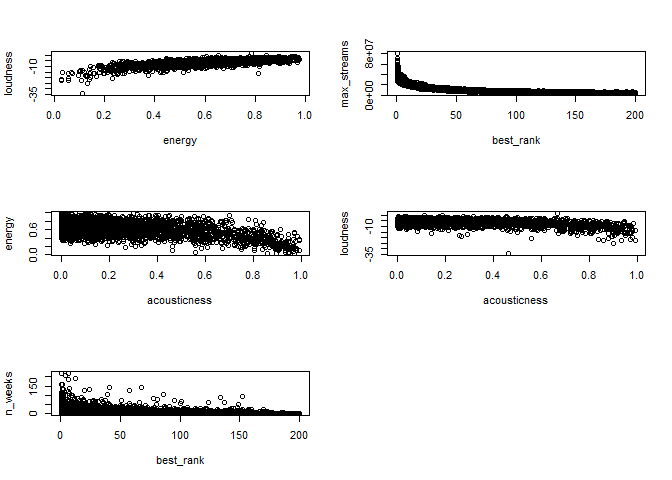 loudness
-10
-35
0.0 0.2 0.4 0.6 0.8 1.0
energy
max_streams
8e+07
0e+00
0 50 100 150 200
best_rank
energy
0.6
0.0
0.0 0.2 0.4 0.6 0.8 1.0
acousticness
loudness
-10
-35
0.0 0.2 0.4 0.6 0.8 1.0
acousticness
n_weeks
150
0
0 50 100 150 200
best_rank